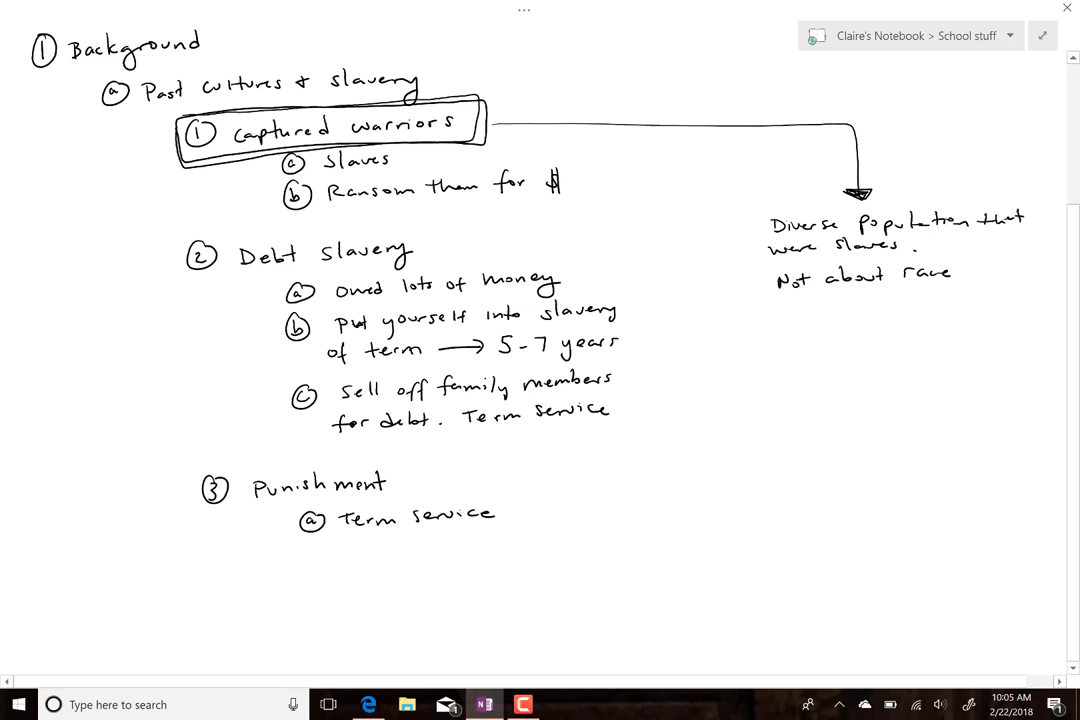 ...
Claire's Notebook > School stuff
① Background
ⓐ Past cultures + slavery
① Captured warriors
ⓐ Slaves
ⓑ Ransom them for $
Diverse population that
were slaves.
Not about race
② Debt slavery
ⓐ Owed lots of money
ⓑ Put yourself into slavery
of term → 5-7 years
ⓒ Sell off family members
for debt. Term service
③ Punishment
ⓐ Term service
Type here to search
10:05 AM
2/22/2018